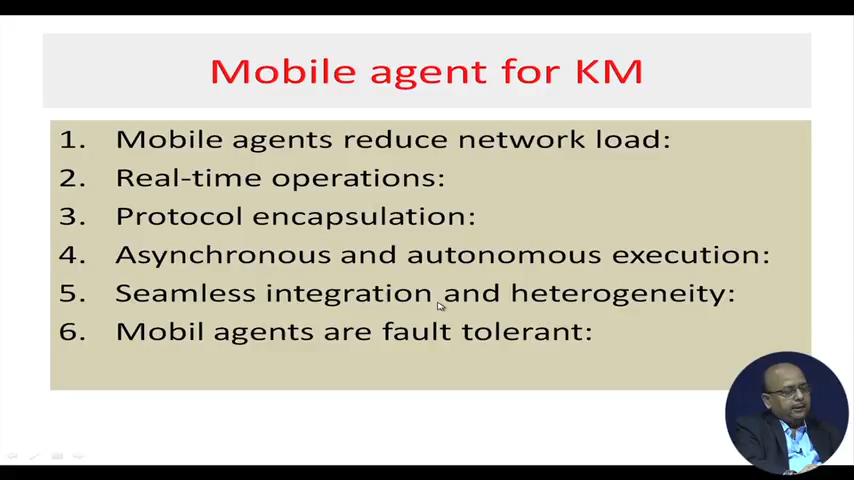 Mobile agent for KM
1. Mobile agents reduce network load:
2. Real-time operations:
3. Protocol encapsulation:
4. Asynchronous and autonomous execution:
5. Seamless integration and heterogeneity:
6. Mobil agents are fault tolerant: